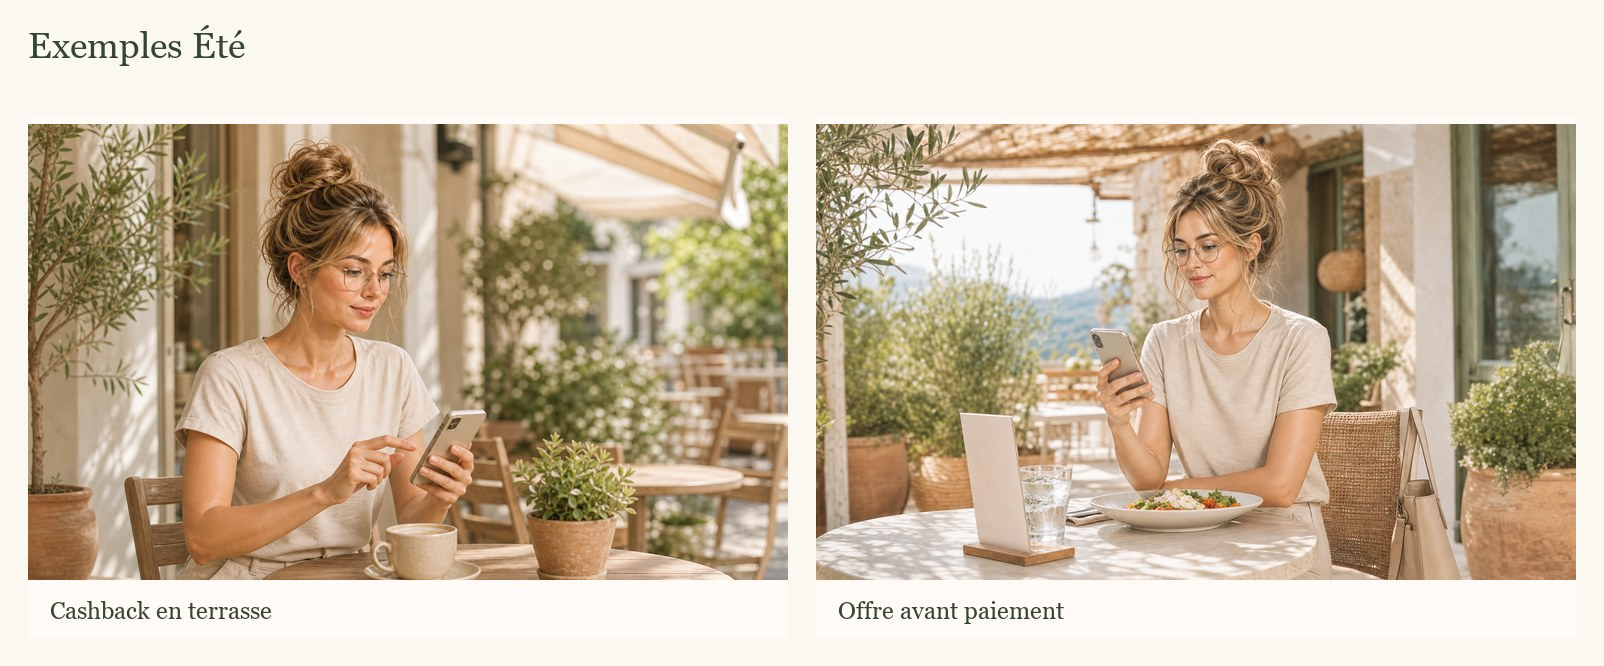 Exemples Été
Cashback en terrasse
Offre avant paiement